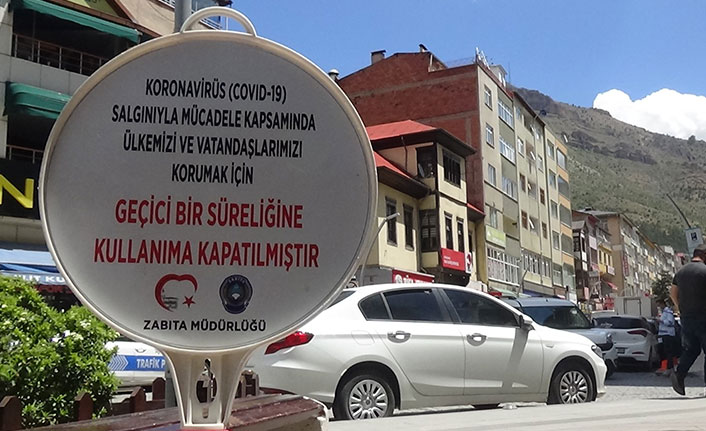 KORONAVİRÜS (COVID-19)
SALGINIYLA MÜCADELE KAPSAMINDA
ÜLKEMİZİ VE VATANDAŞLARIMIZI
KORUMAK İÇİN
GEÇİCİ BİR SÜRELİĞİNE
KULLANIMA KAPATILMIŞTIR
ZABITA MÜDÜRLÜĞÜ
TRAFİK